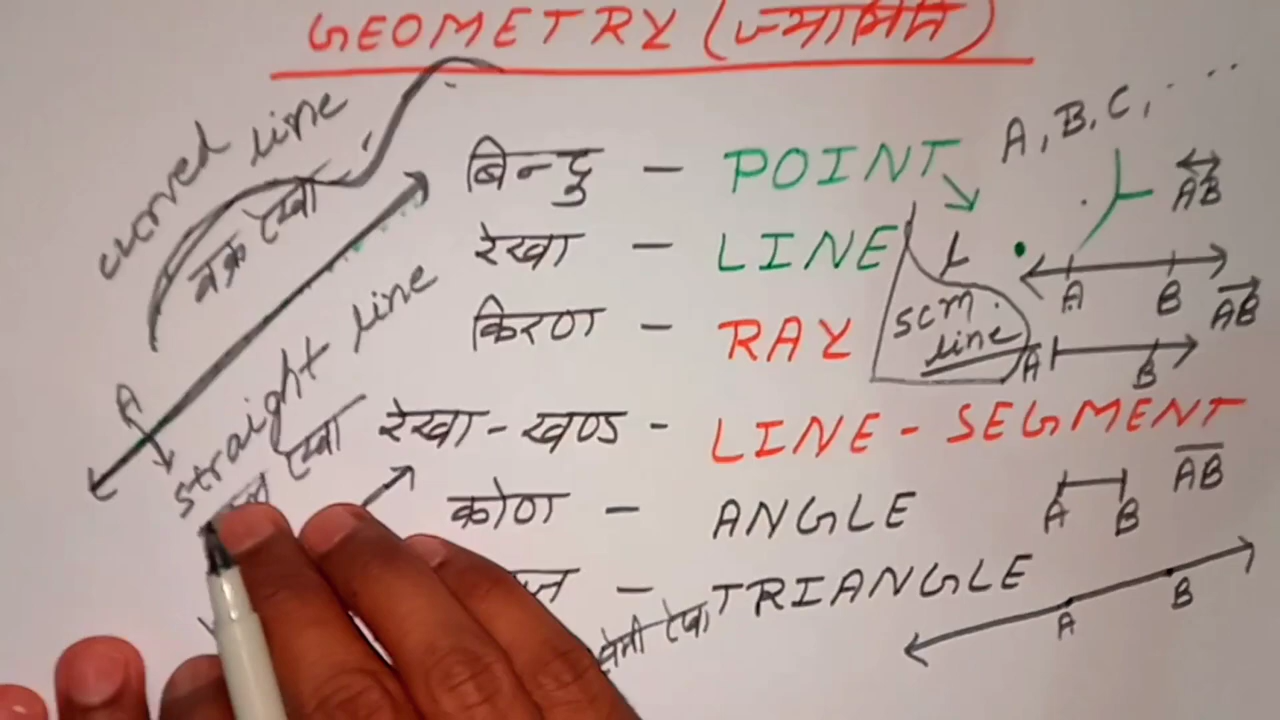 GEOMETRY (ज्यामिति)
curved line
वक्र रेखा
A, B, C, . . .
बिन्दु - POINT
AB
रेखा - LINE
l
A B
AB
किरण - RAY
5cm.
line
A B
straight line
रेखा
A
रेखा-खण्ड - LINE-SEGMENT
AB
A B
कोण - ANGLE
- TRIANGLE
A B